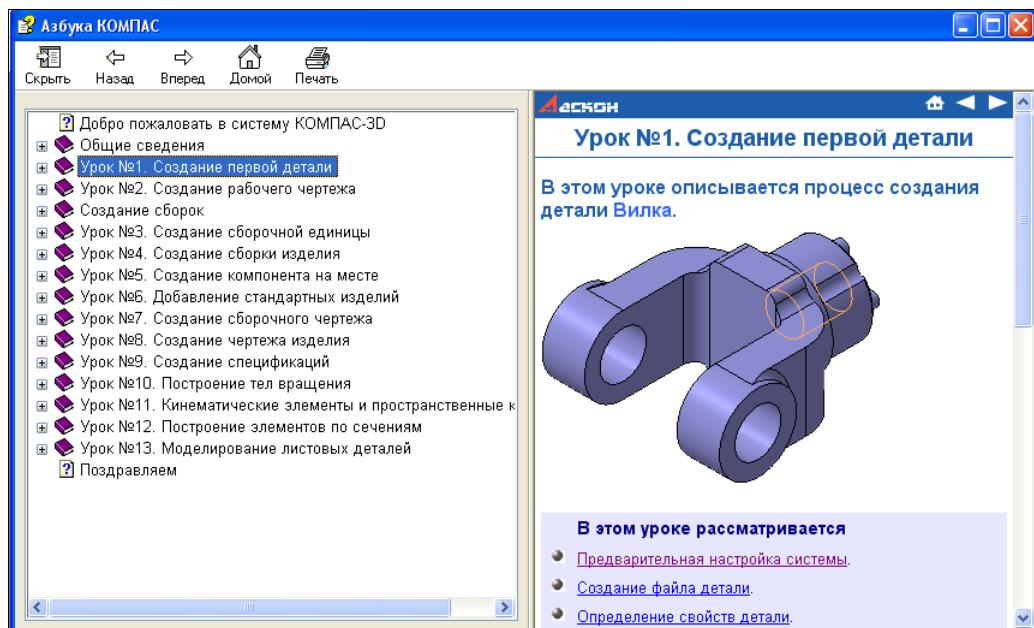 Азбука КОМПАС
Скрыть Назад Вперед Домой Печать
Добро пожаловать в систему КОМПАС-3D
Общие сведения
Урок №1. Создание первой детали
Урок №2. Создание рабочего чертежа
Создание сборок
Урок №3. Создание сборочной единицы
Урок №4. Создание сборки изделия
Урок №5. Создание компонента на месте
Урок №6. Добавление стандартных изделий
Урок №7. Создание сборочного чертежа
Урок №8. Создание чертежа изделия
Урок №9. Создание спецификаций
Урок №10. Построение тел вращения
Урок №11. Кинематические элементы и пространственные к
Урок №12. Построение элементов по сечениям
Урок №13. Моделирование листовых деталей
Поздравляем
Аскон
Урок №1. Создание первой детали
В этом уроке описывается процесс создания
детали Вилка.
В этом уроке рассматривается
Предварительная настройка системы.
Создание файла детали.
Определение свойств детали.